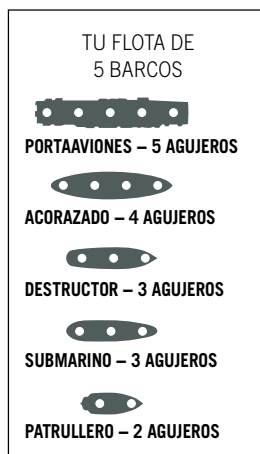 TU FLOTA DE
5 BARCOS
PORTAAVIONES – 5 AGUJEROS
ACORAZADO – 4 AGUJEROS
DESTRUCTOR – 3 AGUJEROS
SUBMARINO – 3 AGUJEROS
PATRULLERO – 2 AGUJEROS